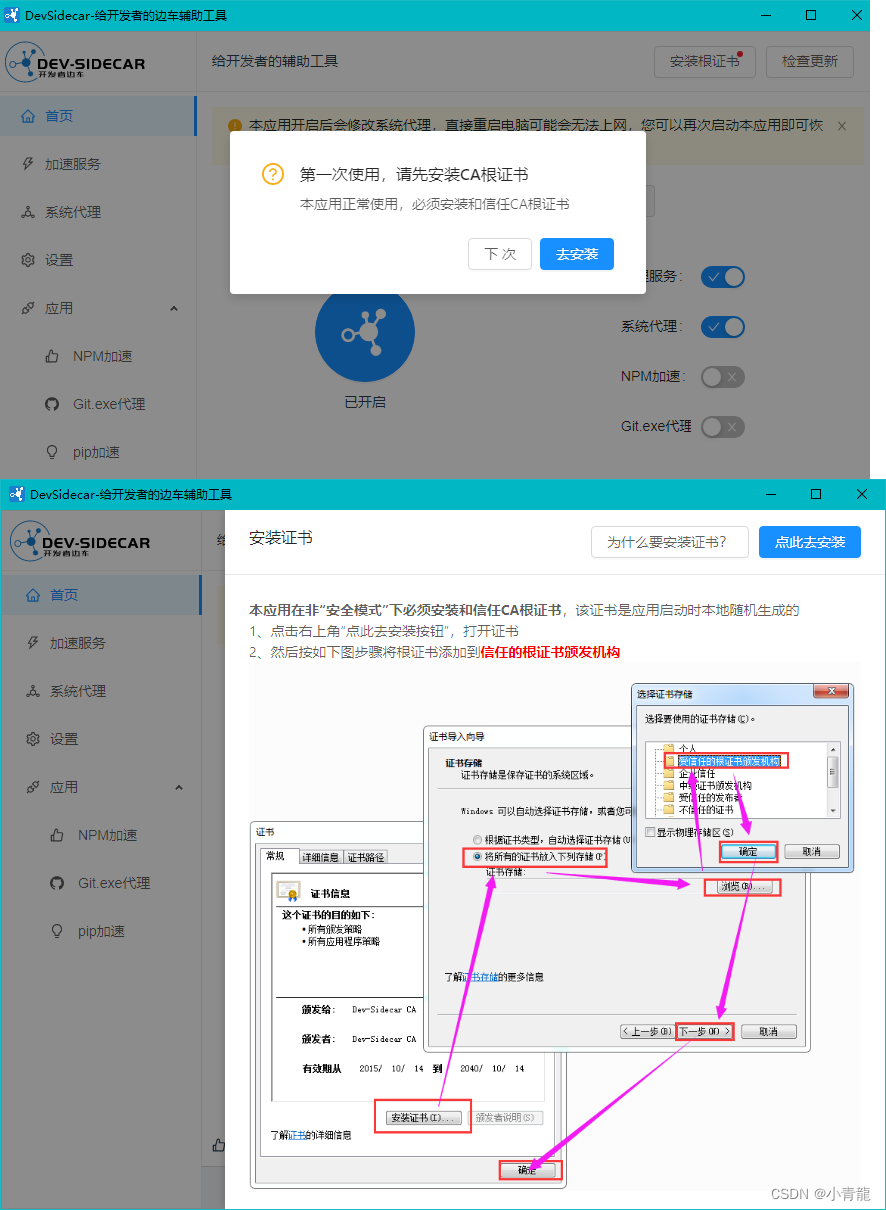 DevSidecar-给开发者的边车辅助工具
DEV-SIDECAR
开发者边车
给开发者的辅助工具
安装根证书
检查更新
首页
本应用开启后会修改系统代理，直接重启电脑可能会无法上网，您可以再次启动本应用即可恢
加速服务
第一次使用，请先安装CA根证书
本应用正常使用，必须安装和信任CA根证书
系统代理
下 次
去安装
设置
理服务：
应用
系统代理：
NPM加速
NPM加速：
Git.exe代理
已开启
Git.exe代理
pip加速
DevSidecar-给开发者的边车辅助工具
DEV-SIDECAR
开发者边车
给
安装证书
为什么要安装证书？
点此去安装
首页
加速服务
系统代理
设置
应用
NPM加速
Git.exe代理
pip加速
本应用在非“安全模式”下必须安装和信任CA根证书，该证书是应用启动时本地随机生成的
1、点击右上角“点此去安装按钮”，打开证书
2、然后按如下图步骤将根证书添加到信任的根证书颁发机构
选择证书存储
选择要使用的证书存储(C)。
个人
受信任的根证书颁发机构
企业信任
中级证书颁发机构
受信任的发布者
不信任的证书
显示物理存储区(S)
确定
取消
证书导入向导
证书存储
证书存储是保存证书的系统区域。
Windows 可以自动选择证书存储，或者您可
根据证书类型，自动选择证书存储(U
将所有的证书放入下列存储(P)
证书存储:
浏览(R)...
了解证书存储的更多信息
< 上一步(B)
下一步(N) >
取消
证书
常规
详细信息
证书路径
证书信息
这个证书的目的如下:
•所有颁发策略
•所有应用程序策略
颁发给: Dev-Sidecar CA
颁发者: Dev-Sidecar CA
有效期从 2015/ 10/ 14 到 2040/ 10/ 14
安装证书(I)...
颁发者说明(S)
了解证书的详细信息
确定
CSDN @小青龍